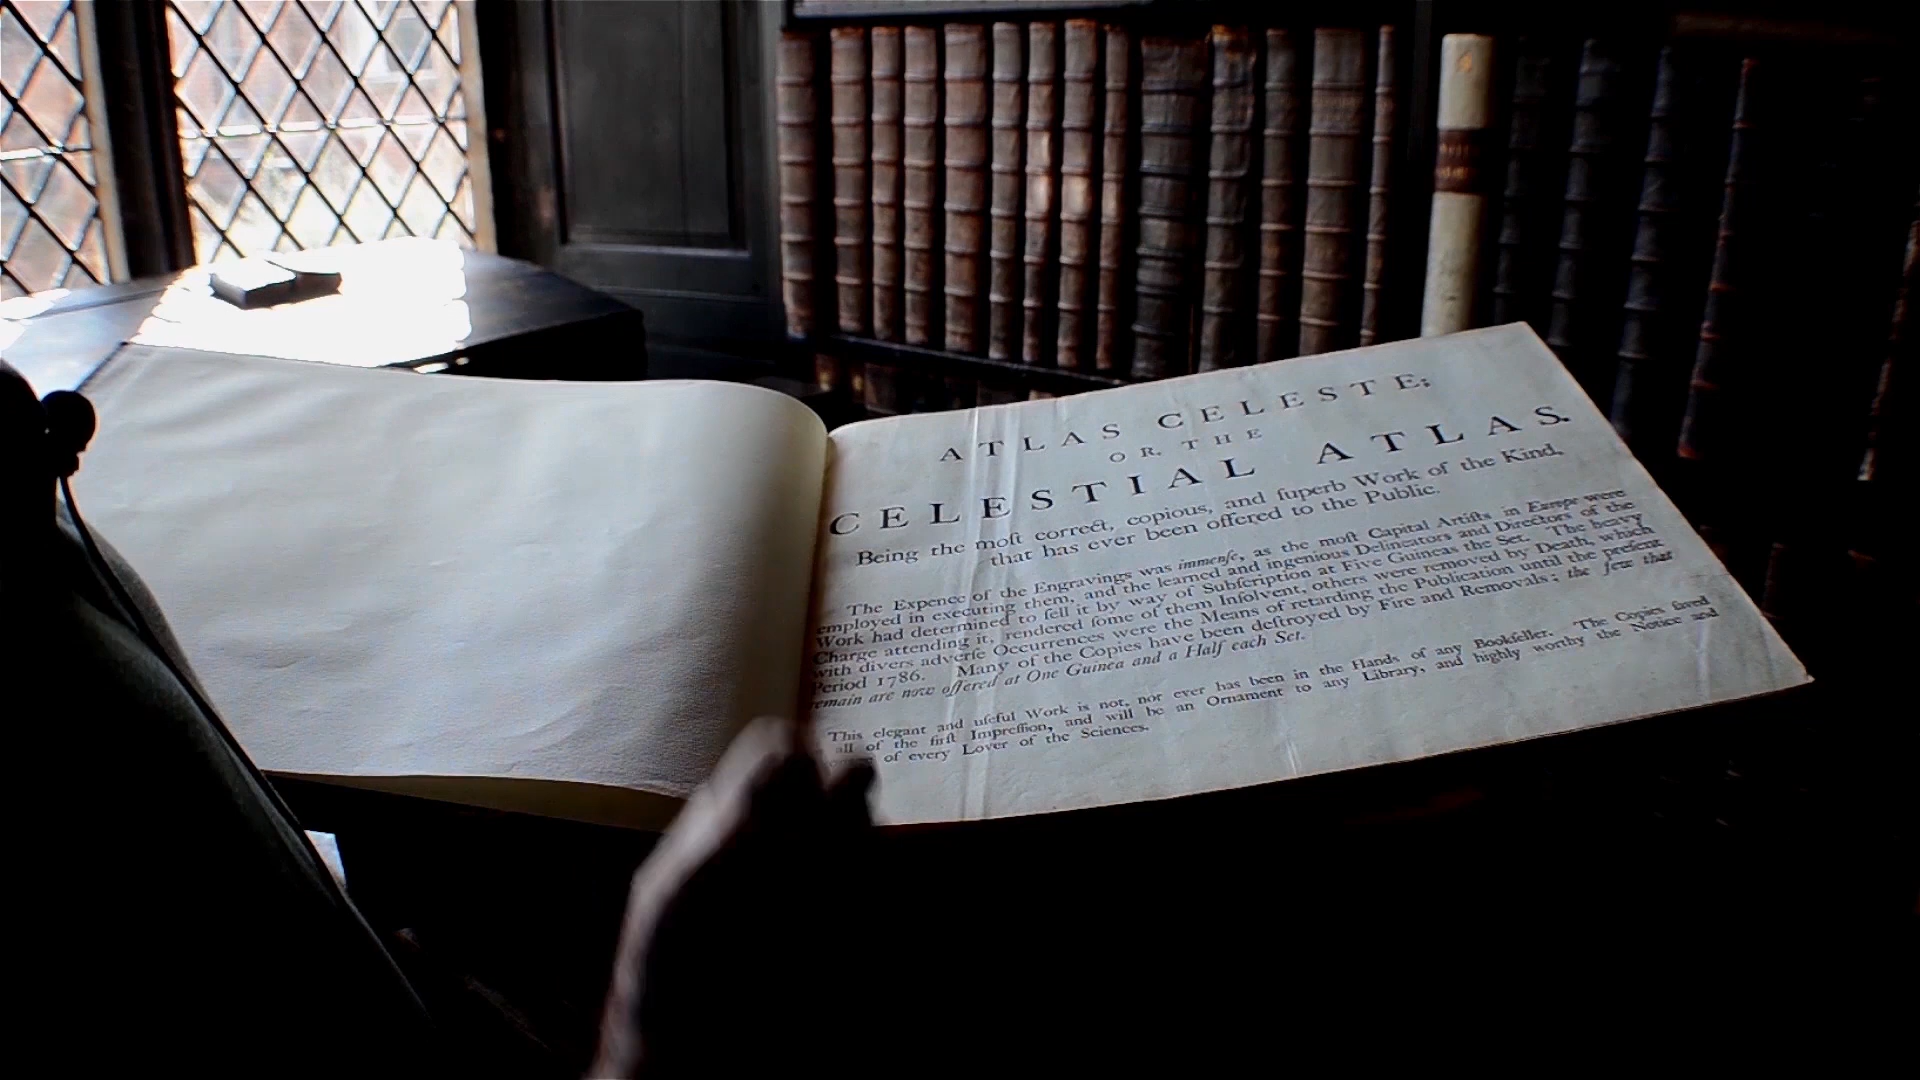 ATLAS CELESTE;
OR, THE
CELESTIAL ATLAS.
Being the moſt correct, copious, and ſuperb Work of the Kind,
that has ever been offered to the Public.
The Expence of the Engravings was immenſe, as the moſt Capital Artiſts in Europe were
employed in executing them, and the learned and ingenious Delineators and Directors of the
Work had determined to ſell it by way of Subſcription at Five Guineas the Set. The heavy
Charge attending it, rendered ſome of them Inſolvent, others were removed by Death, which
with divers adverſe Occurrences were the Means of retarding the Publication until the preſent
Period 1786. Many of the Copies have been deſtroyed by Fire and Removals; the few that
remain are now offered at One Guinea and a Half each Set.
This elegant and uſeful Work is not, nor ever has been in the Hands of any Bookſeller. The Copies ſaved
all of the firſt Impreſſion, and will be an Ornament to any Library, and highly worthy the Notice and
of every Lover of the Sciences.